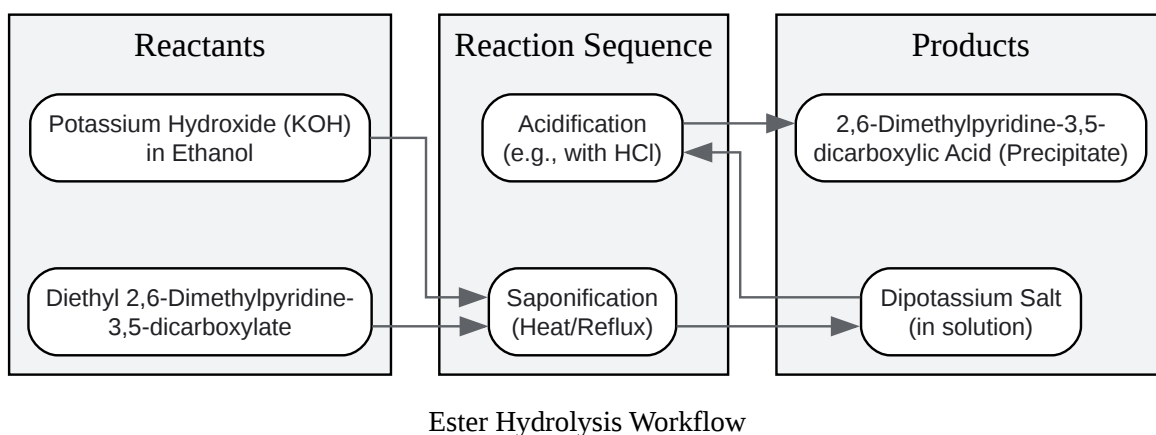 Reactants
Potassium Hydroxide (KOH)
in Ethanol
Diethyl 2,6-Dimethylpyridine-
3,5-dicarboxylate
Reaction Sequence
Acidification
(e.g., with HCl)
Saponification
(Heat/Reflux)
Products
2,6-Dimethylpyridine-3,5-
dicarboxylic Acid (Precipitate)
Dipotassium Salt
(in solution)
Ester Hydrolysis Workflow